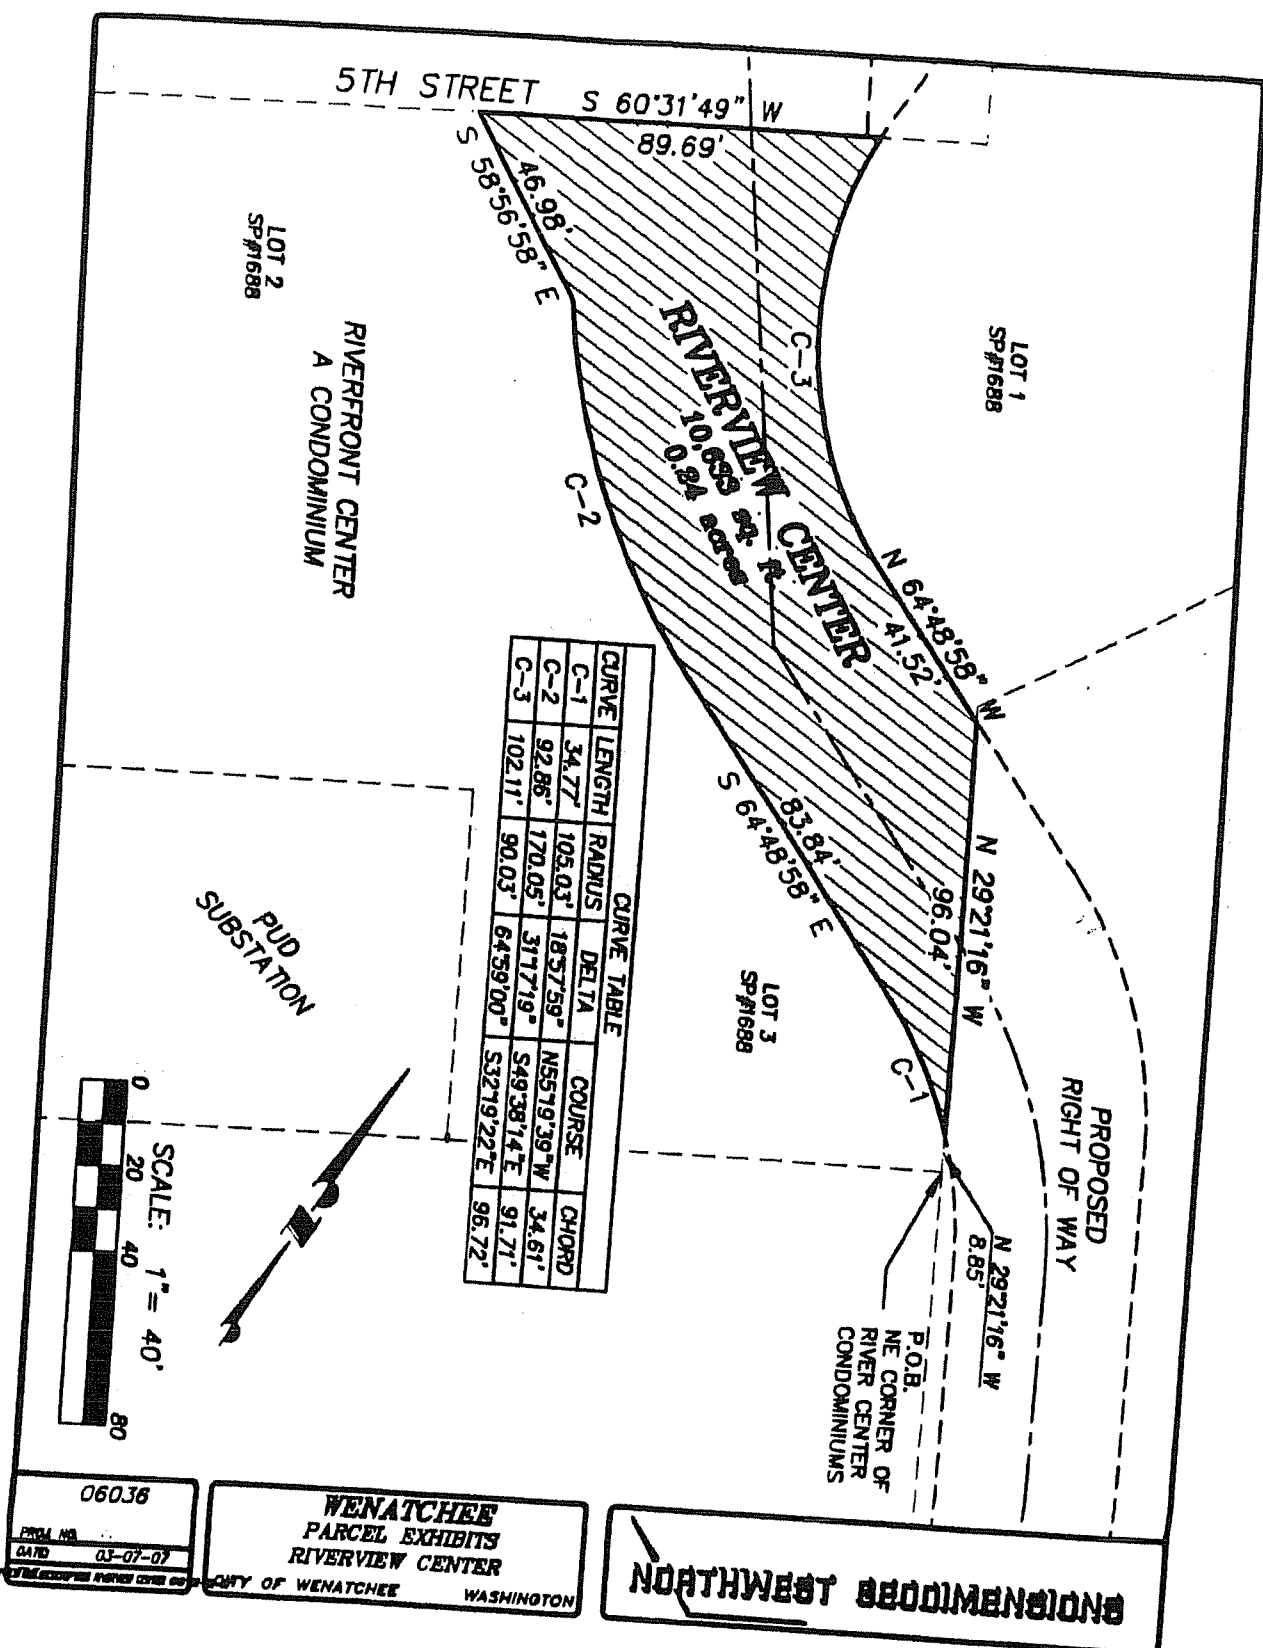 5TH STREET
S 60°31'49" W
89.69'
46.98'
S 58°56'58" E
LOT 2
SP#1688
LOT 1
SP#1688
RIVERFRONT CENTER
A CONDOMINIUM
RIVERVIEW CENTER
sq. ft.
acres
C-3
C-2
N 64°48'58" W
41.52'
83.84'
S 64°48'58" E
N 29°21'16" W
96.04'
C-1
LOT 3
SP#1688
CURVE TABLE
CURVE LENGTH RADIUS DELTA COURSE CHORD
C-1 34.77' 105.03' 18°57'59" N55°19'39"W 34.61'
C-2 92.86' 170.05' 31°17'19" S49°38'14"E 91.71'
C-3 102.11' 90.03' 64°59'00" S32°19'22"E 96.72'
PUD
SUBSTATION
PROPOSED
RIGHT OF WAY
N 29°21'16" W
8.85'
P.O.B.
NE CORNER OF
RIVER CENTER
CONDOMINIUMS
0 20 40 80
SCALE: 1" = 40'
06036
PROJ. NO.
DATE 03-07-07
WENATCHEE
PARCEL EXHIBITS
RIVERVIEW CENTER
CITY OF WENATCHEE WASHINGTON
NORTHWEST GEODIMENSIONS